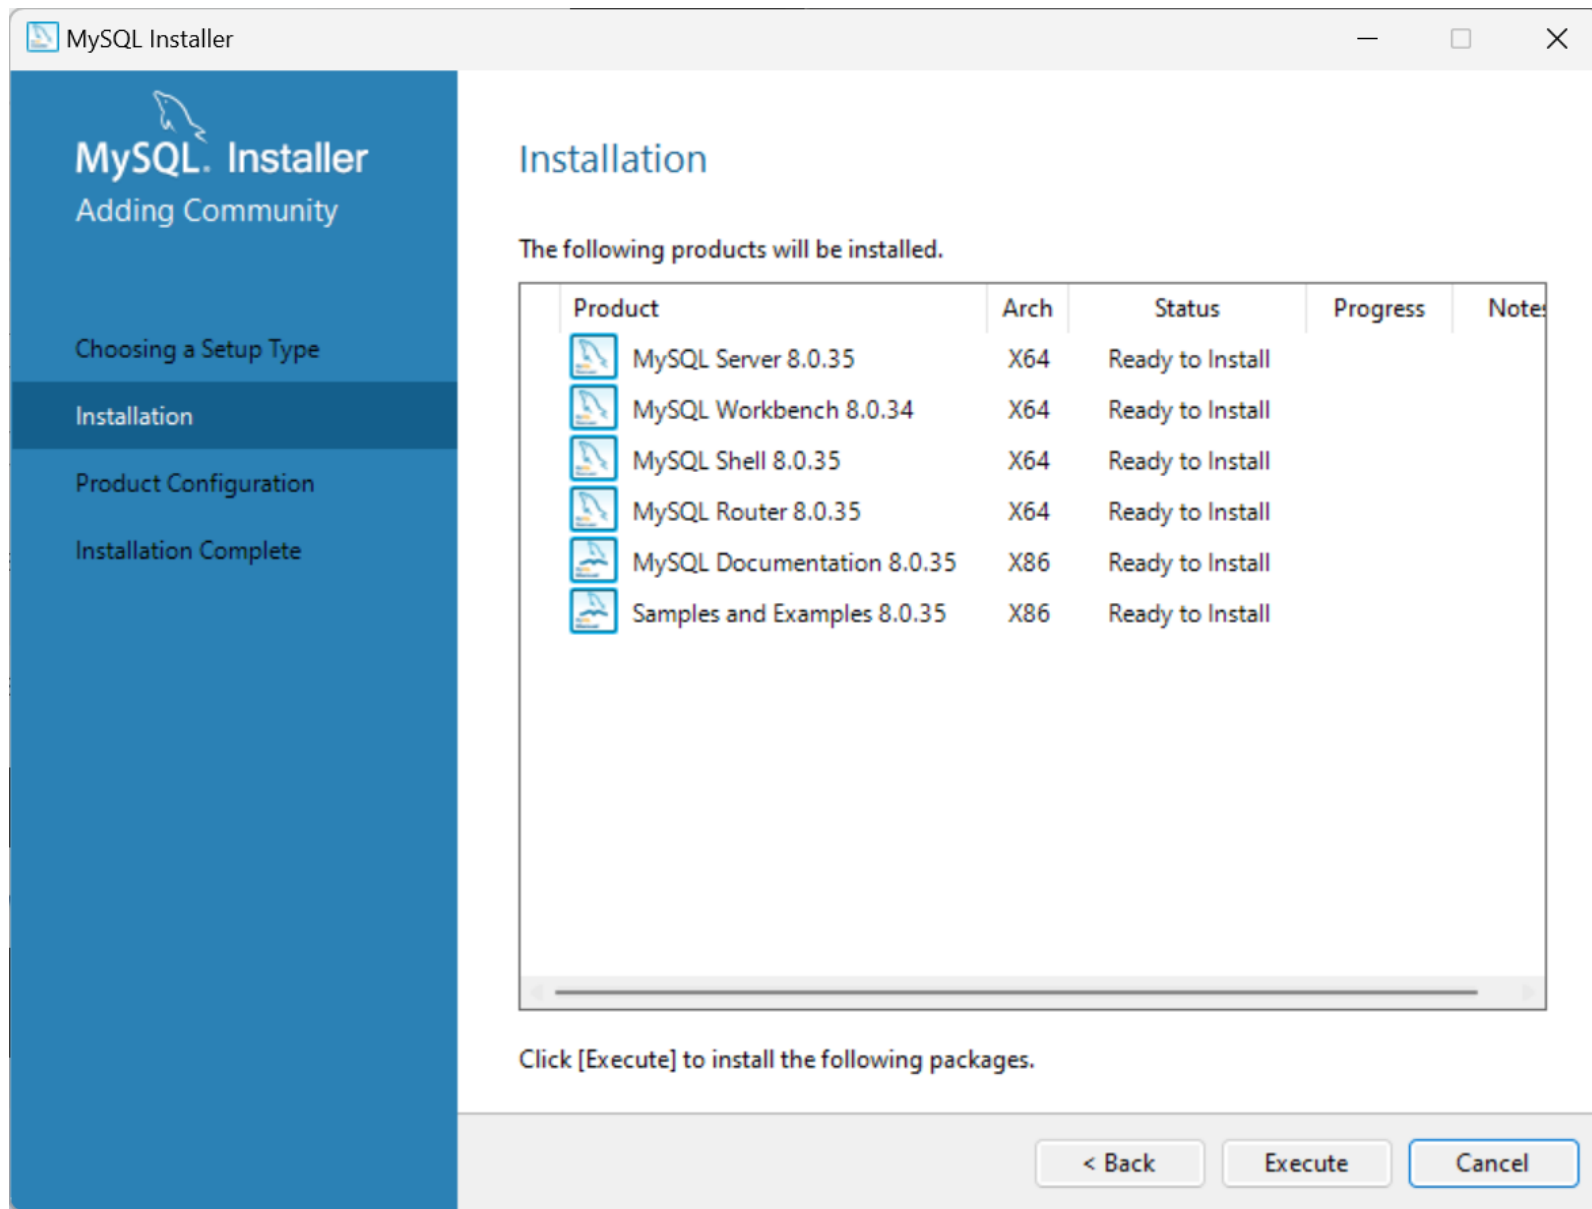 MySQL Installer
MySQL. Installer
Adding Community
Choosing a Setup Type
Installation
Product Configuration
Installation Complete
Installation
The following products will be installed.
Product Arch Status Progress Notes
MySQL Server 8.0.35 X64 Ready to Install
MySQL Workbench 8.0.34 X64 Ready to Install
MySQL Shell 8.0.35 X64 Ready to Install
MySQL Router 8.0.35 X64 Ready to Install
MySQL Documentation 8.0.35 X86 Ready to Install
Samples and Examples 8.0.35 X86 Ready to Install
Click [Execute] to install the following packages.
< Back Execute Cancel